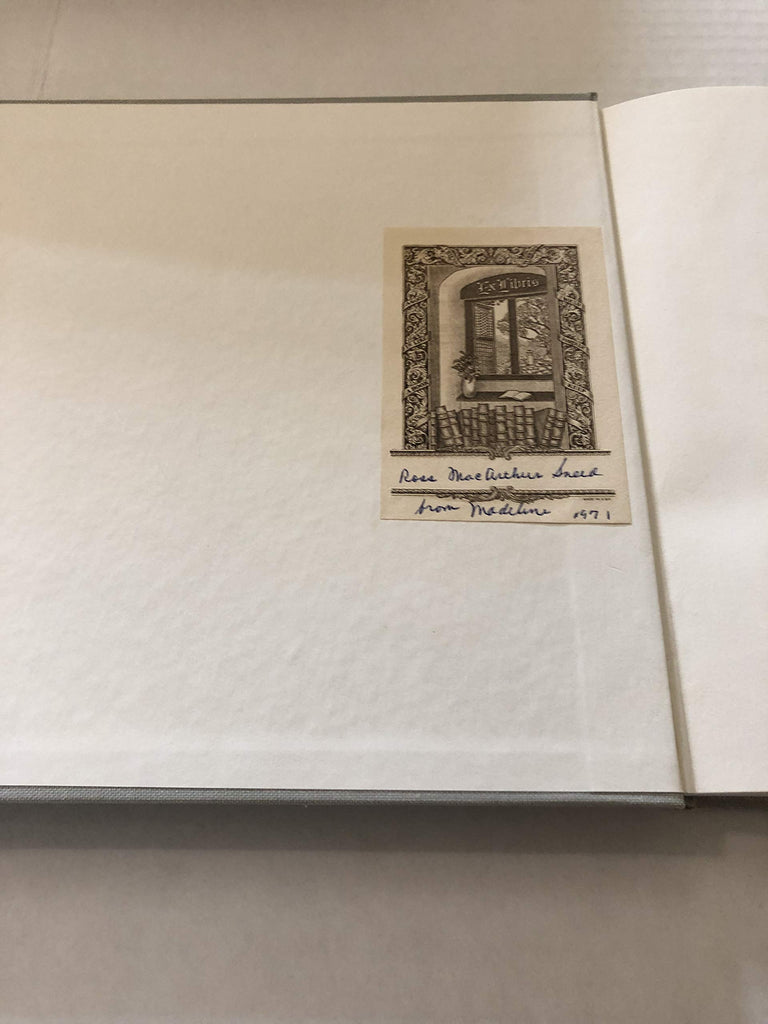 Ex Libris
Ross MacArthur Sneed
from Madeline 1971